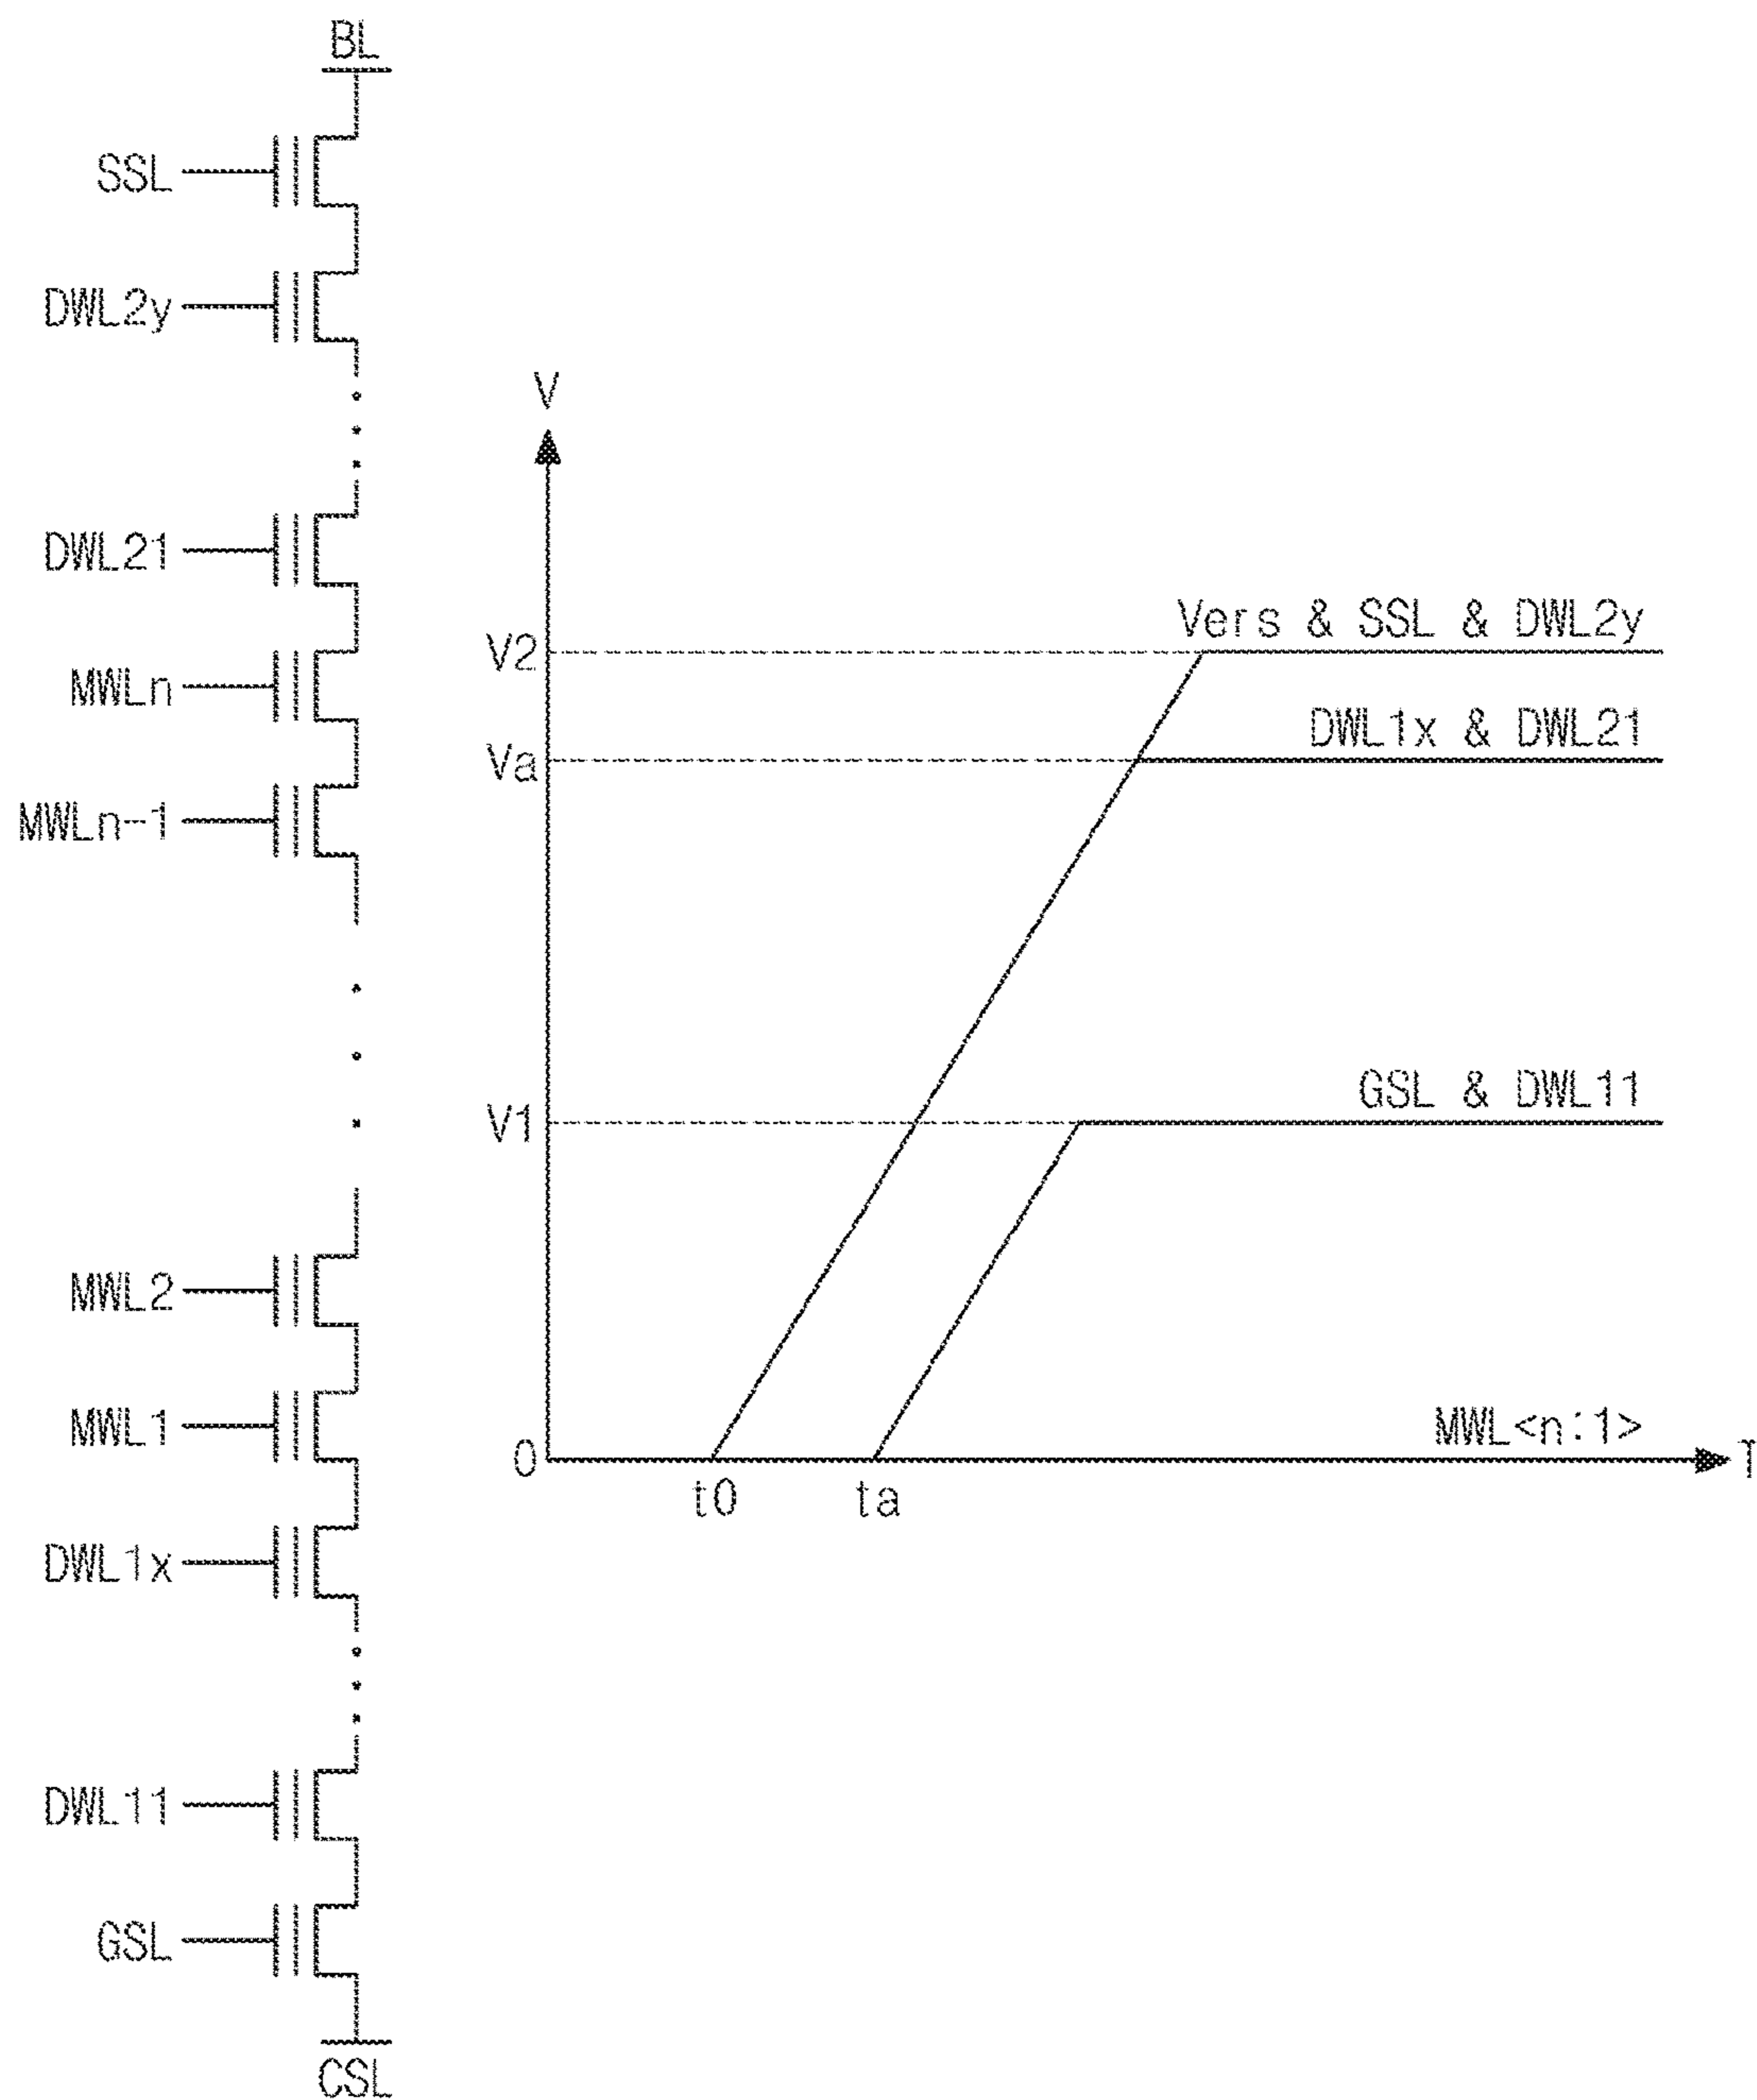 BL
SSL
DWL2y
DWL21
MWLn
MWLn-1
MWL2
MWL1
DWL1x
DWL11
GSL
CSL
V
V2
Vers & SSL & DWL2y
Va
DWL1x & DWL21
V1
GSL & DWL11
MWL<n:1>
0
T
t0
ta